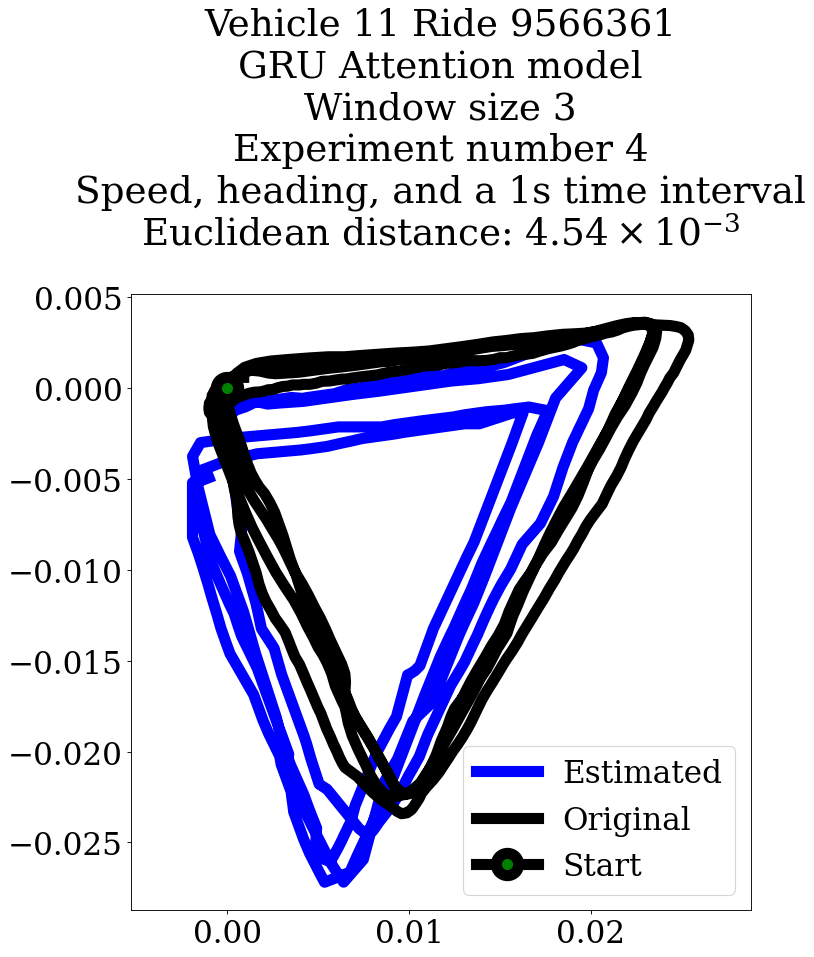 Vehicle 11 Ride 9566361
GRU Attention model
Window size 3
Experiment number 4
Speed, heading, and a 1s time interval
Euclidean distance: 4.54 × 10⁻³
0.005
0.000
−0.005
−0.010
−0.015
−0.020
−0.025
0.00 0.01 0.02
Estimated
Original
Start